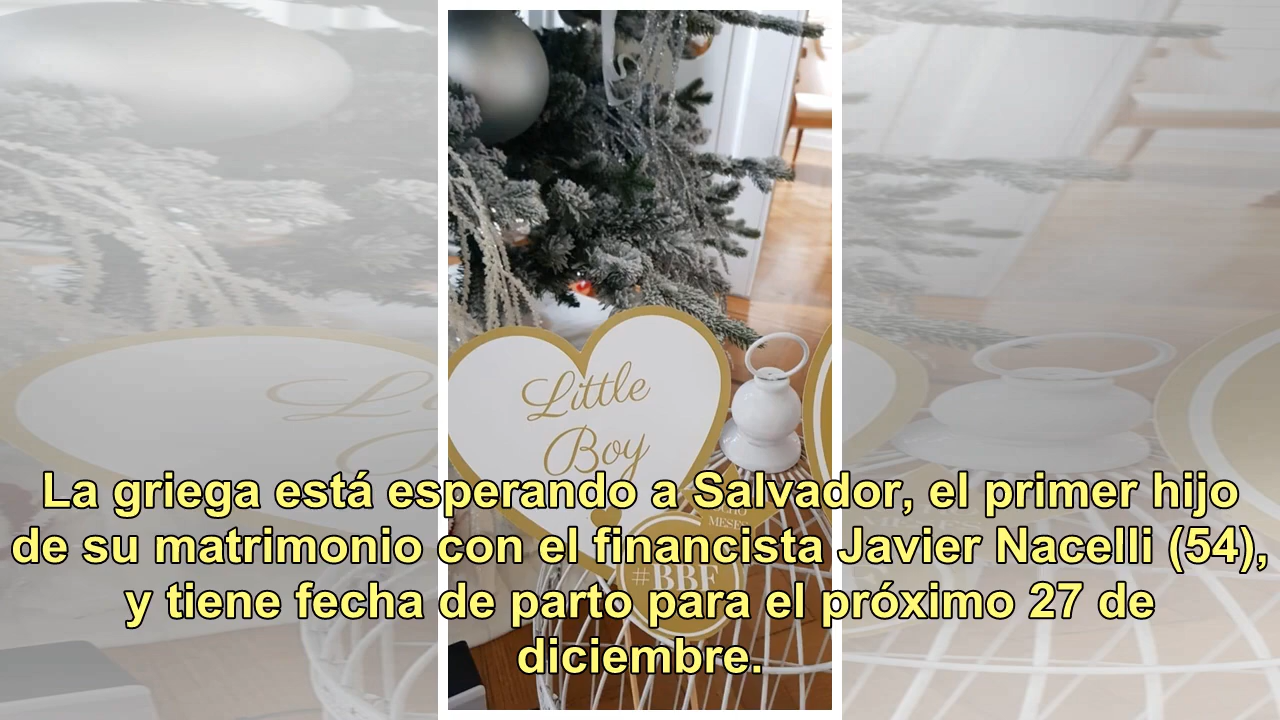 Little
Boy
La griega está esperando a Salvador, el primer hijo
MESES
de su matrimonio con el financista Javier Nacelli (54),
#BBF
y tiene fecha de parto para el próximo 27 de
diciembre.